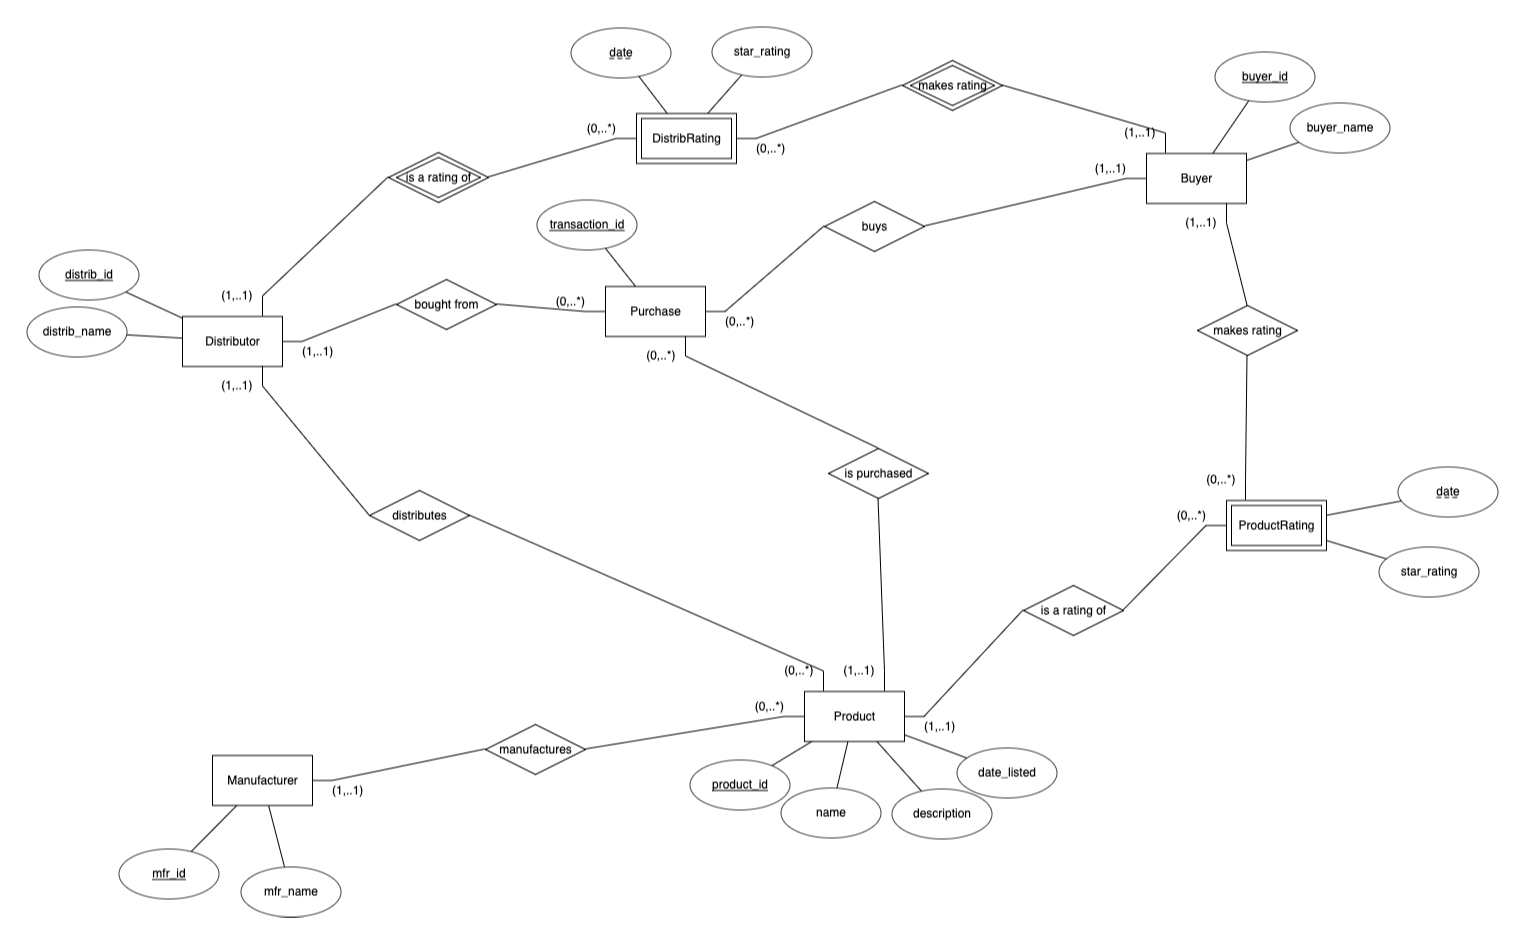 date
star_rating
makes rating
buyer_id
buyer_name
DistribRating
(0,..*)
(0,..*)
(1,..1)
is a rating of
(1,..1)
Buyer
transaction_id
buys
(1,..1)
distrib_id
(1,..1)
bought from
(0,..*)
Purchase
(0,..*)
distrib_name
Distributor
(1,..1)
makes rating
(1,..1)
(0,..*)
is purchased
(0,..*)
date
distributes
(0,..*)
ProductRating
star_rating
is a rating of
(0,..*)
(1,..1)
(0,..*)
Product
(1,..1)
manufactures
Manufacturer
(1,..1)
product_id
name
description
date_listed
mfr_id
mfr_name